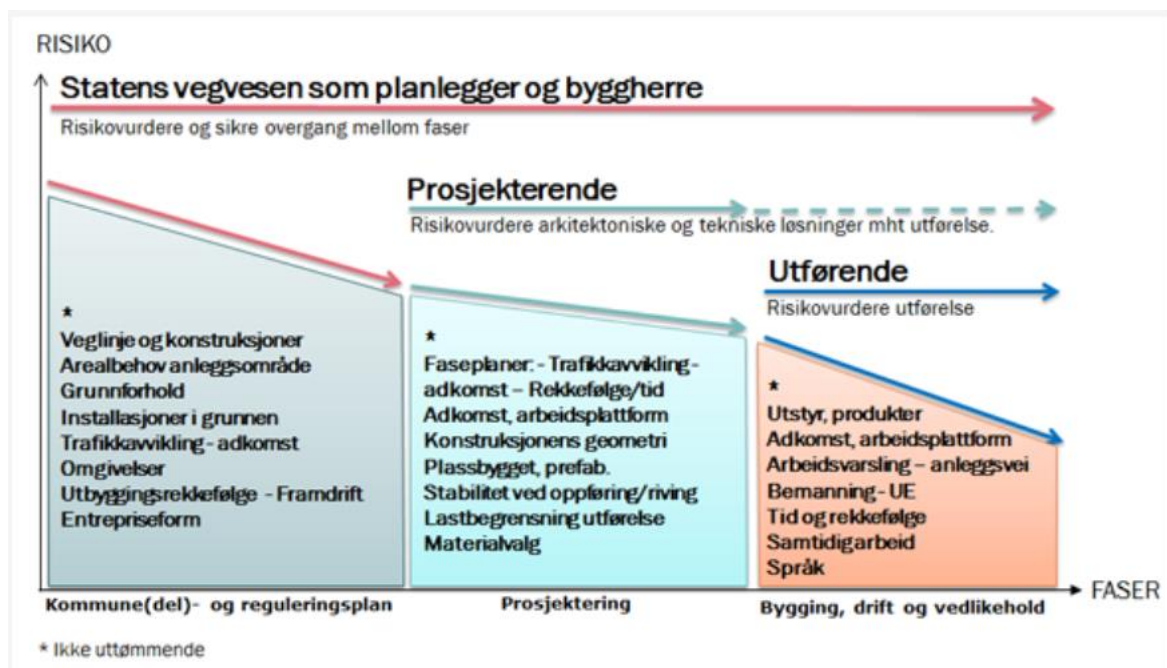 RISIKO
Statens vegvesen som planlegger og byggherre
Risikovurdere og sikre overgang mellom faser
Prosjekterende
Risikovurdere arkitektoniske og tekniske løsninger mht utførelse.
Utførende
Risikovurdere utførelse
*
Veglinje og konstruksjoner
Arealbehov anleggsområde
Grunnforhold
Installasjoner i grunnen
Trafikkavvikling - adkomst
Omgivelser
Utbyggingsrekkefølge - Framdrift
Entrepriseform
*
Faseplaner: - Trafikkavvikling -
adkomst – Rekkefølge/tid
Adkomst, arbeidsplattform
Konstruksjonens geometri
Plassbygget, prefab.
Stabilitet ved oppføring/riving
Lastbegrensning utførelse
Materialvalg
*
Utstyr, produkter
Adkomst, arbeidsplattform
Arbeidsvarsling – anleggsvei
Bemanning - UE
Tid og rekkefølge
Samtidig arbeid
Språk
FASER
Kommune(del)- og reguleringsplan
Prosjektering
Bygging, drift og vedlikehold
* Ikke uttømmende